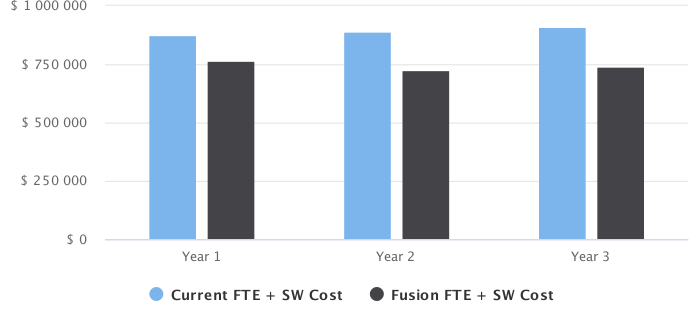 $ 1 000 000
$ 750 000
$ 500 000
$ 250 000
$ 0
Year 1 Year 2 Year 3
Current FTE + SW Cost Fusion FTE + SW Cost